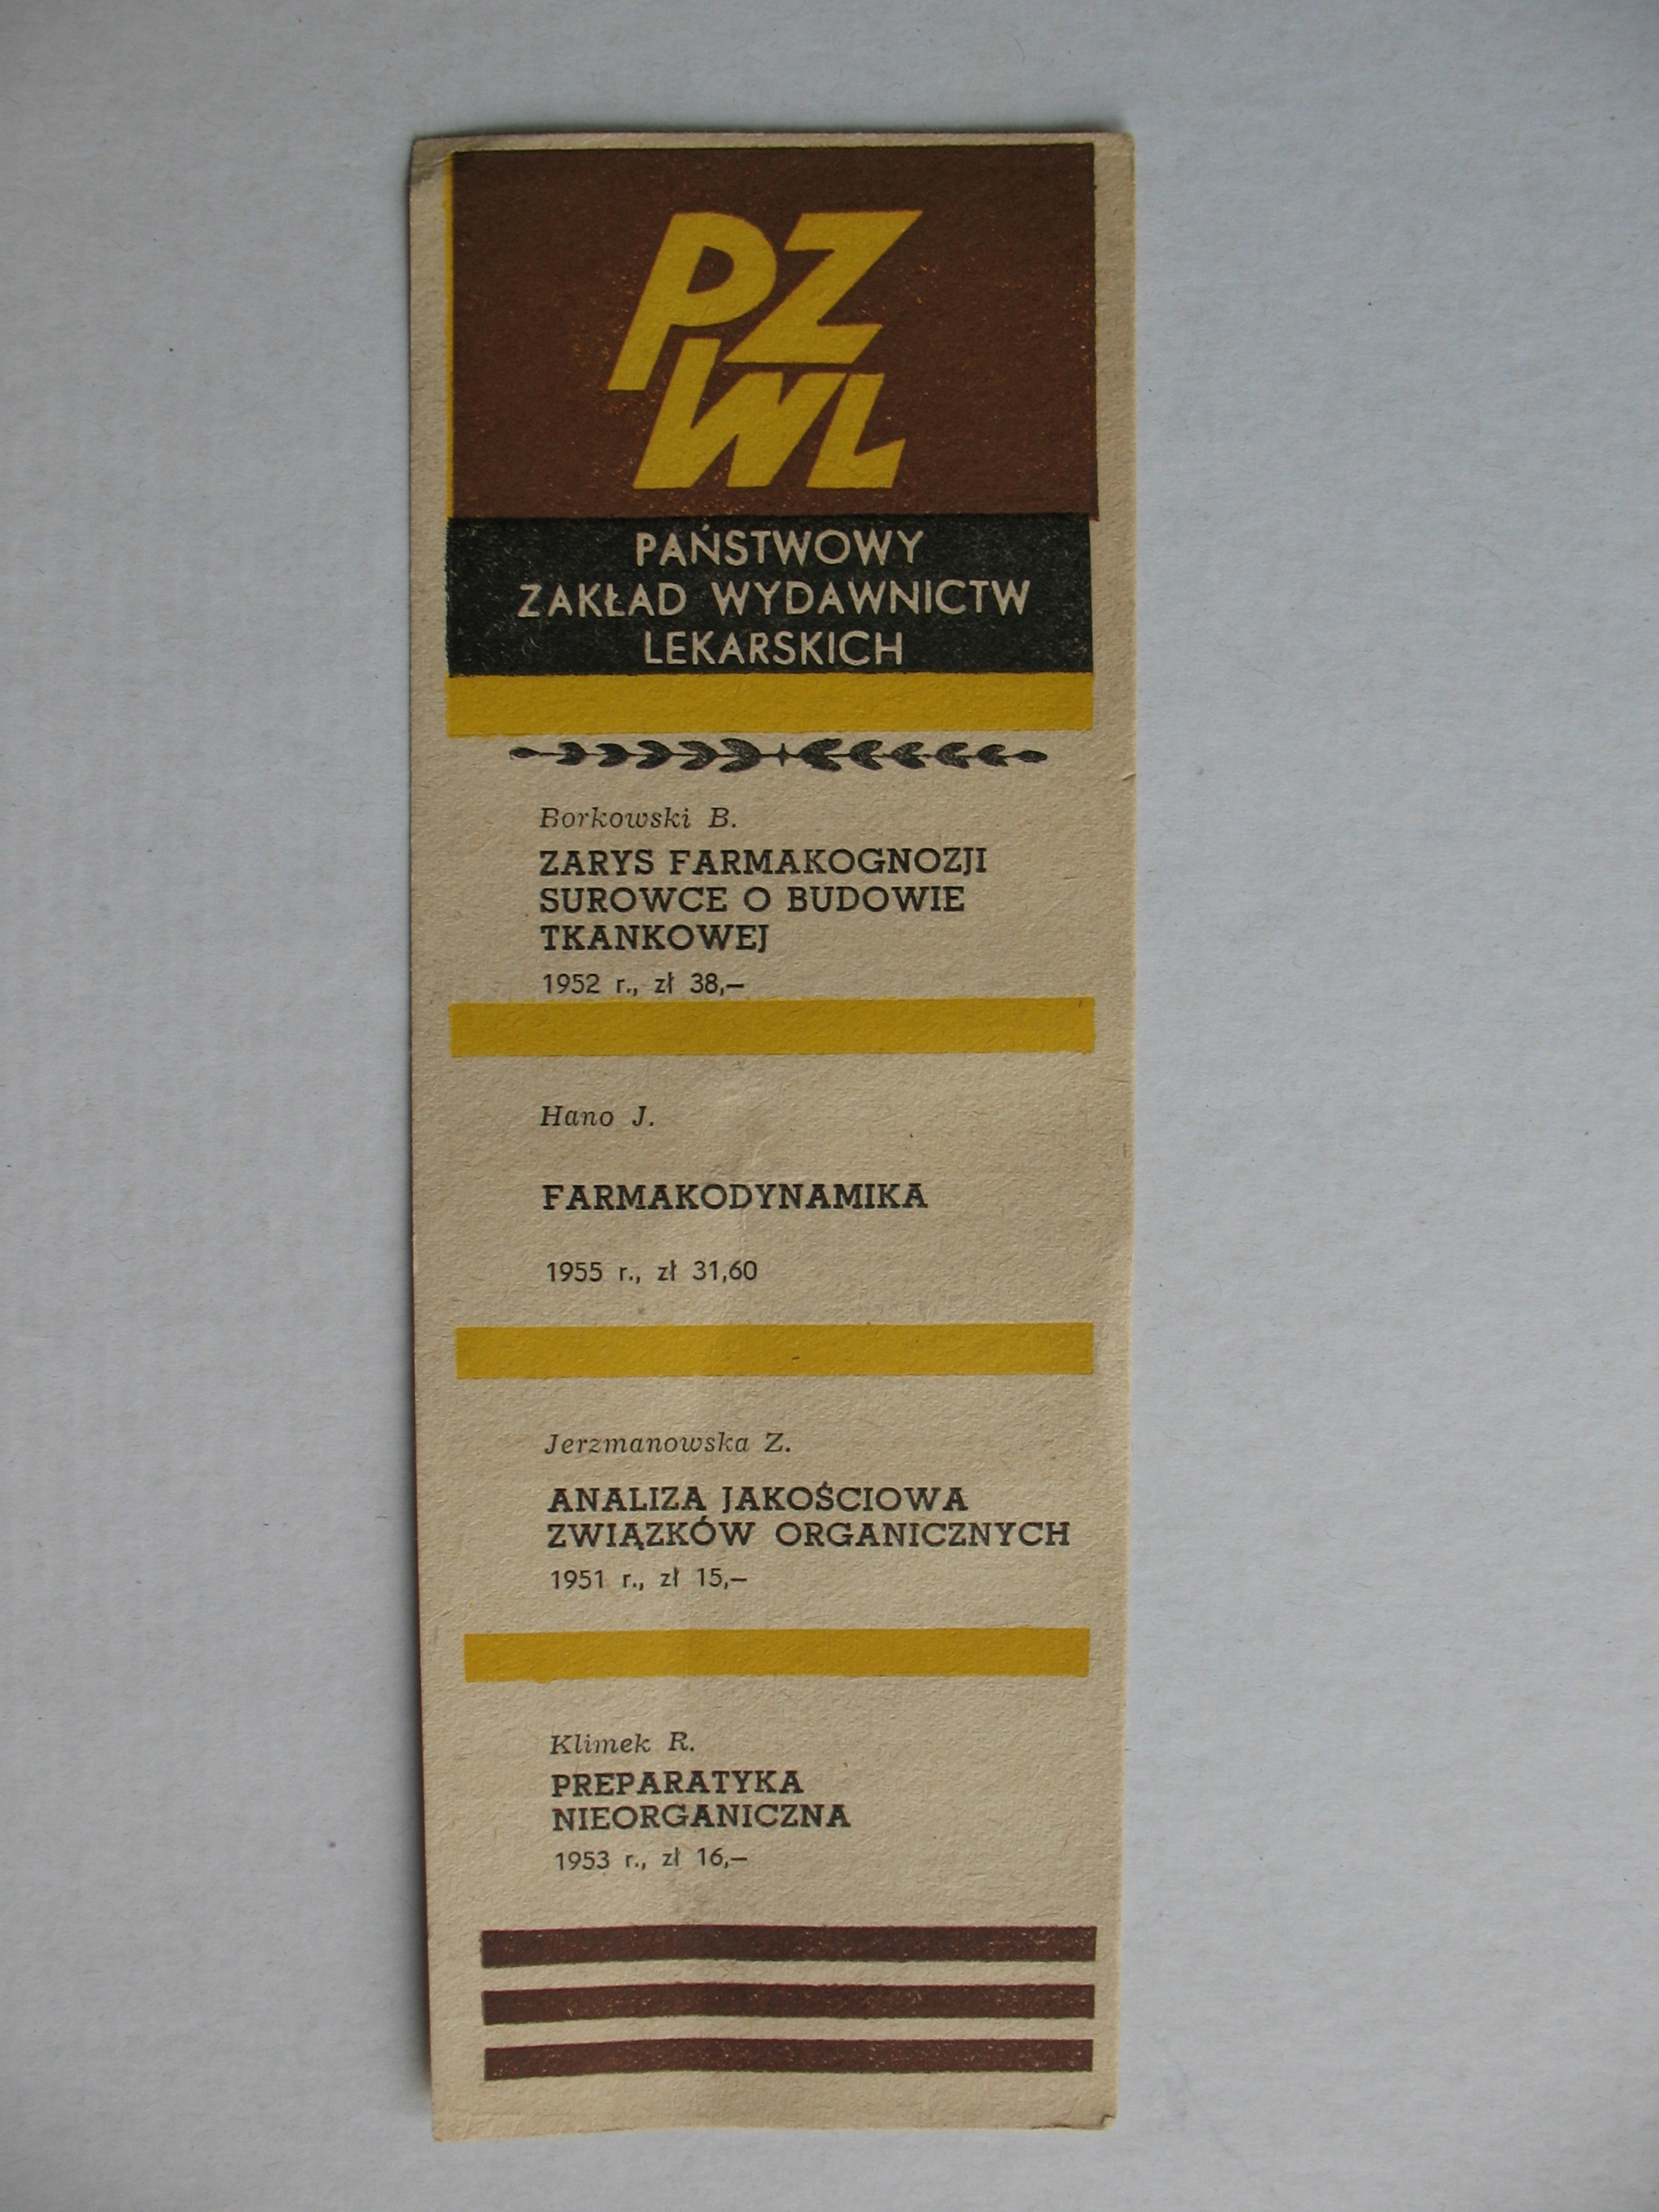 PZ
WL
PAŃSTWOWY
ZAKŁAD WYDAWNICTW
LEKARSKICH
Borkowski B.
ZARYS FARMAKOGNOZJI
SUROWCE O BUDOWIE
TKANKOWEJ
1952 r., zł 38,—
Hano J.
FARMAKODYNAMIKA
1955 r., zł 31,60
Jerzmanowska Z.
ANALIZA JAKOŚCIOWA
ZWIĄZKÓW ORGANICZNYCH
1951 r., zł 15,—
Klimek R.
PREPARATYKA
NIEORGANICZNA
1953 r., zł 16,—